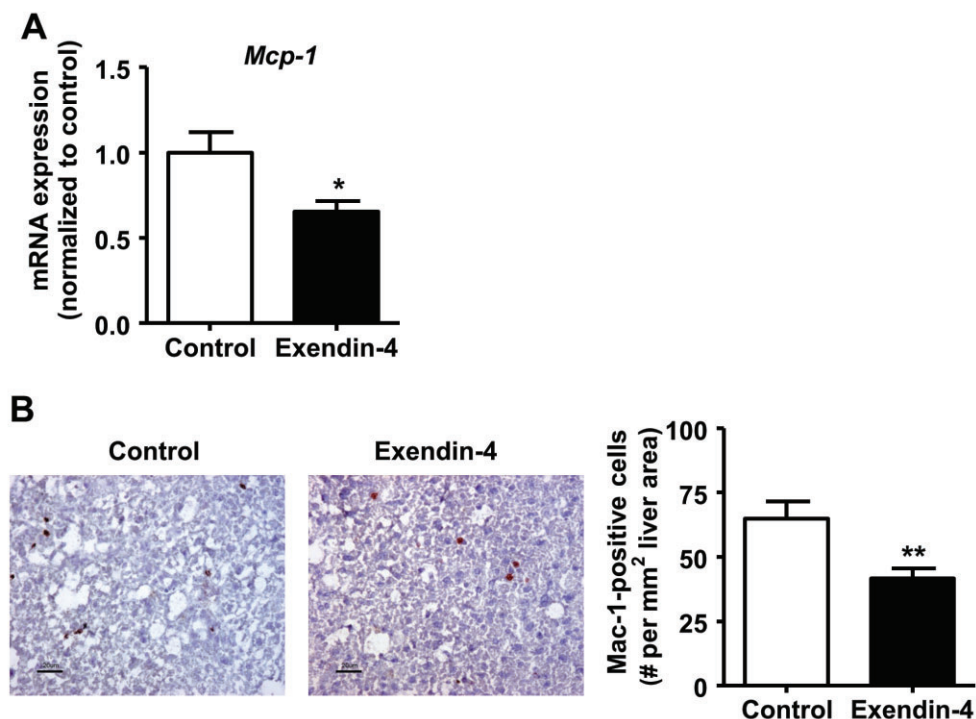 A
Mcp-1
mRNA expression
(normalized to control)
1.5
1.0
0.5
0.0
*
Control
Exendin-4
B
Control
Exendin-4
20um
Mac-1-positive cells
(# per mm² liver area)
100
75
50
25
0
**
Control
Exendin-4